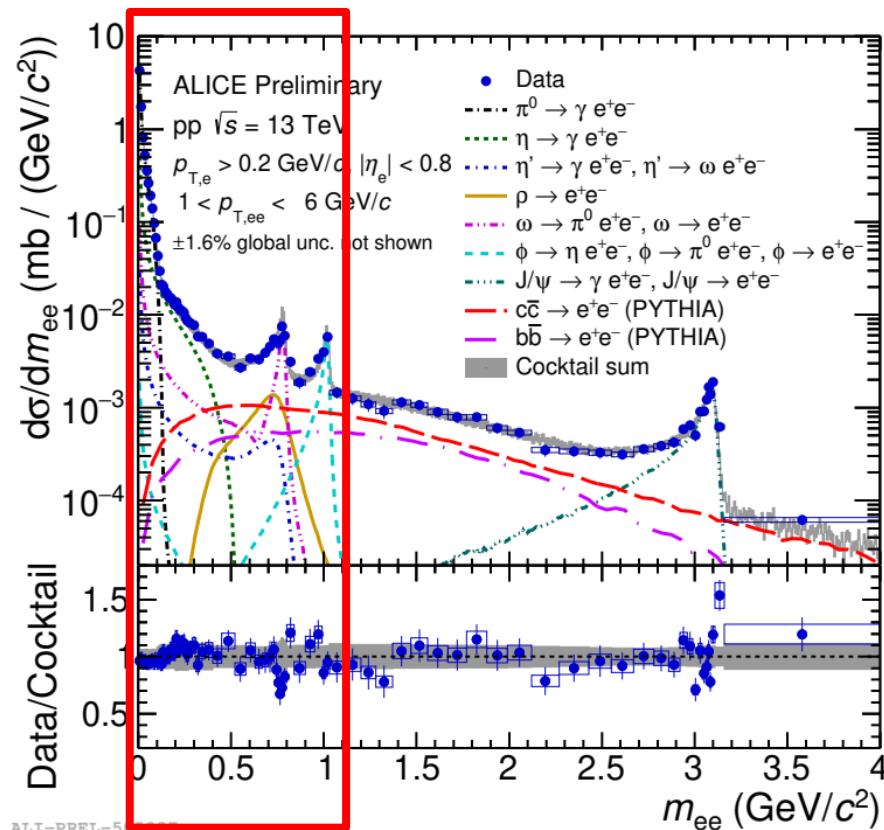 10
1
10⁻¹
10⁻²
10⁻³
10⁻⁴
dσ/dm_ee (mb / (GeV/c²)
ALICE Preliminary
pp √s = 13 TeV
p_T,e > 0.2 GeV/c, |η_e| < 0.8
1 < p_T,ee < 6 GeV/c
±1.6% global unc. not shown
Data
π⁰ → γ e⁺e⁻
η → γ e⁺e⁻
η' → γ e⁺e⁻, η' → ω e⁺e⁻
ρ → e⁺e⁻
ω → π⁰ e⁺e⁻, ω → e⁺e⁻
ϕ → η e⁺e⁻, ϕ → π⁰ e⁺e⁻, ϕ → e⁺e⁻
J/ψ → γ e⁺e⁻, J/ψ → e⁺e⁻
cc̄ → e⁺e⁻ (PYTHIA)
bb̄ → e⁺e⁻ (PYTHIA)
Cocktail sum
Data/Cocktail
1.5
1.0
0.5
0 0.5 1 1.5 2 2.5 3 3.5 4
m_ee (GeV/c²)